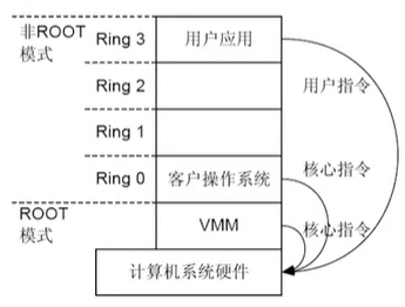 非ROOT
模式
Ring 3
用户应用
Ring 2
用户指令
Ring 1
Ring 0
客户操作系统
核心指令
ROOT
模式
VMM
核心指令
计算机系统硬件